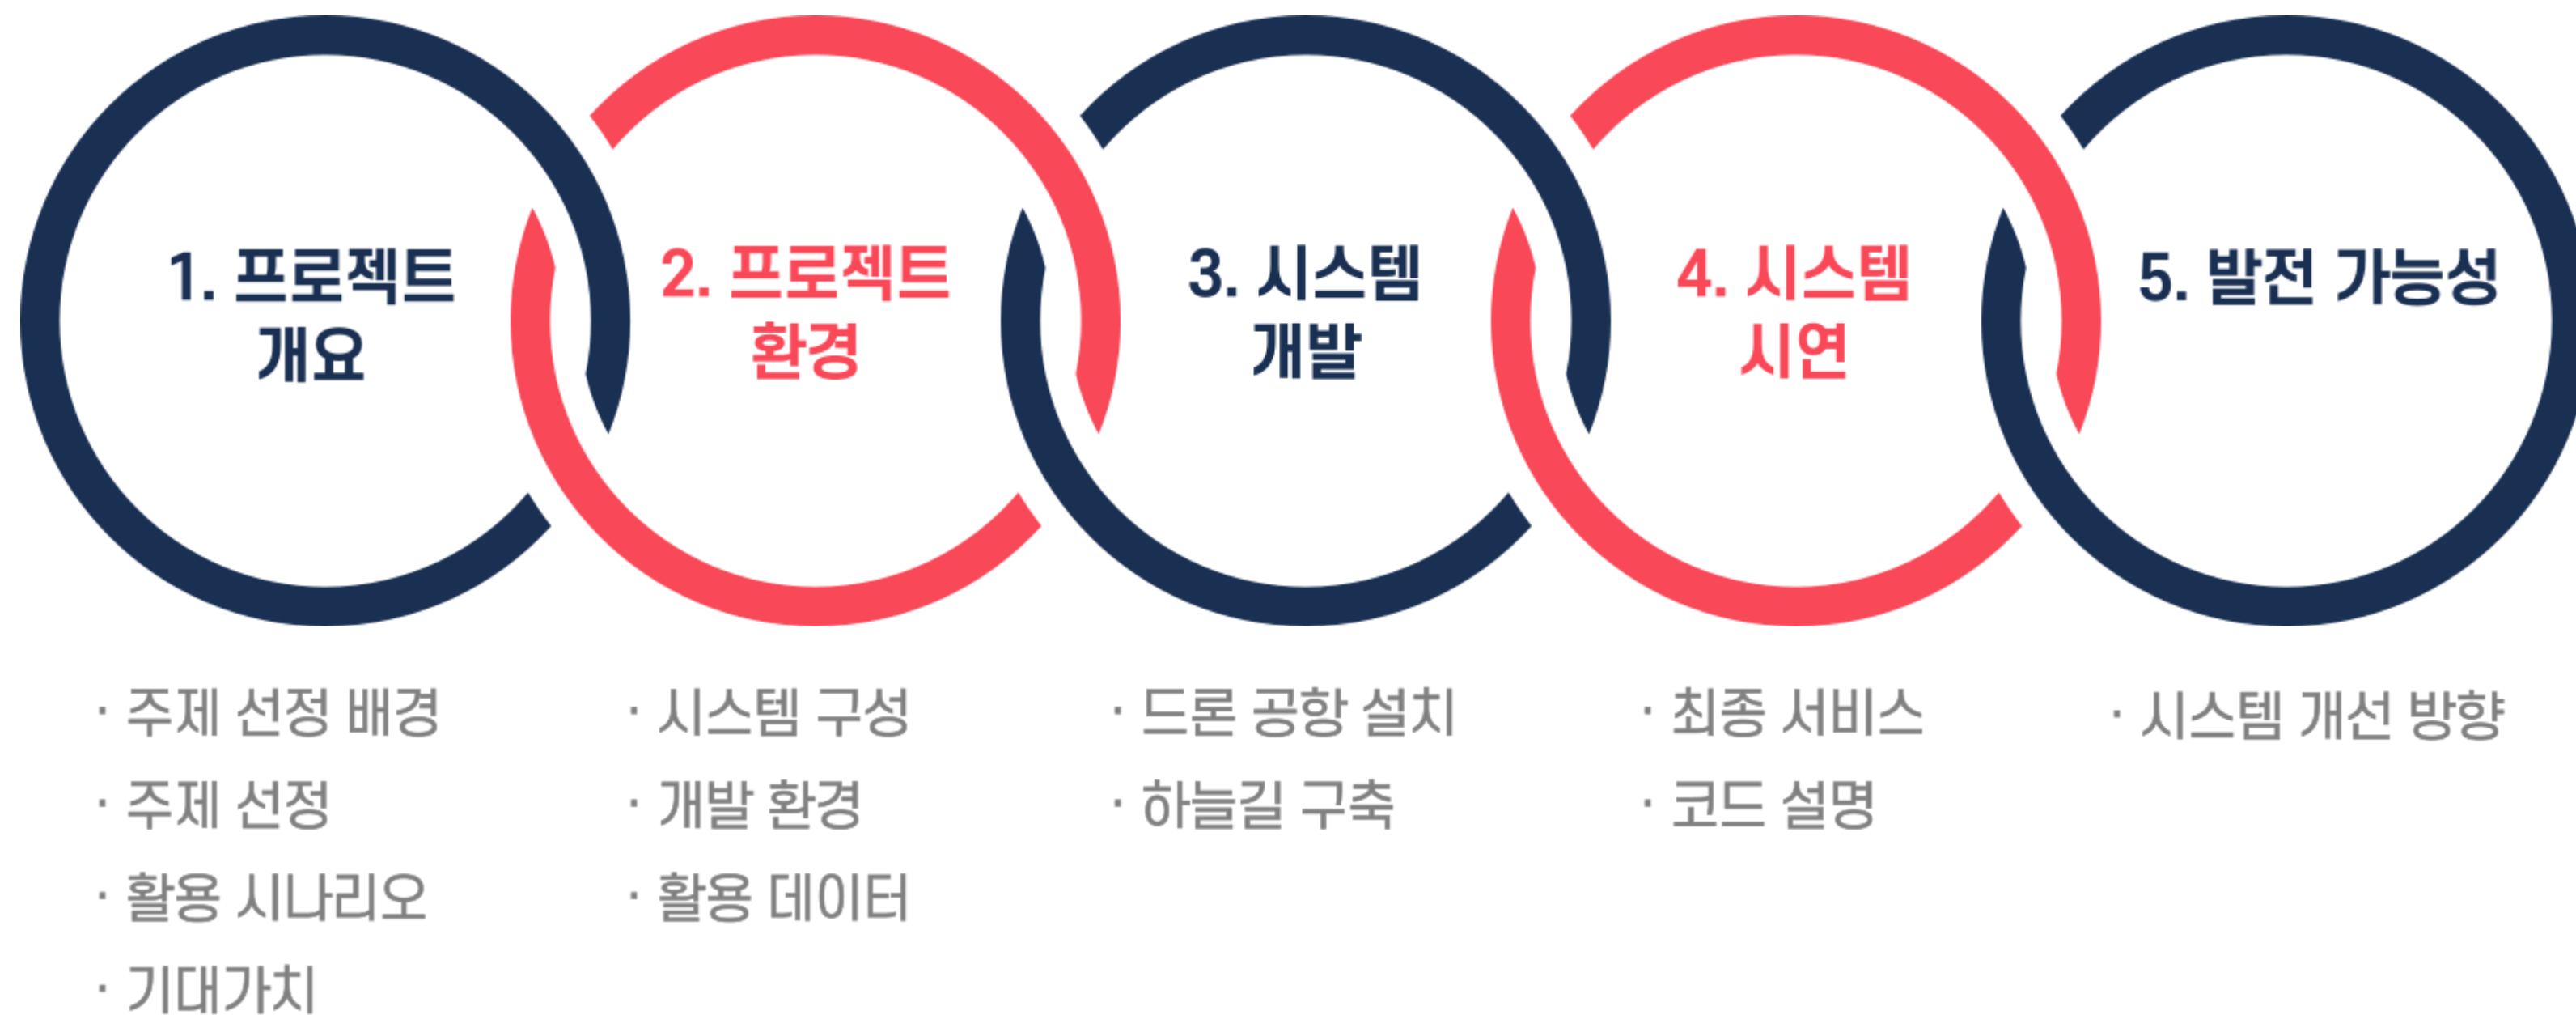 1. 프로젝트
개요
2. 프로젝트
환경
3. 시스템
개발
4. 시스템
시연
5. 발전 가능성
· 주제 선정 배경
· 주제 선정
· 활용 시나리오
· 기대가치
· 시스템 구성
· 개발 환경
· 활용 데이터
· 드론 공항 설치
· 하늘길 구축
· 최종 서비스
· 코드 설명
· 시스템 개선 방향